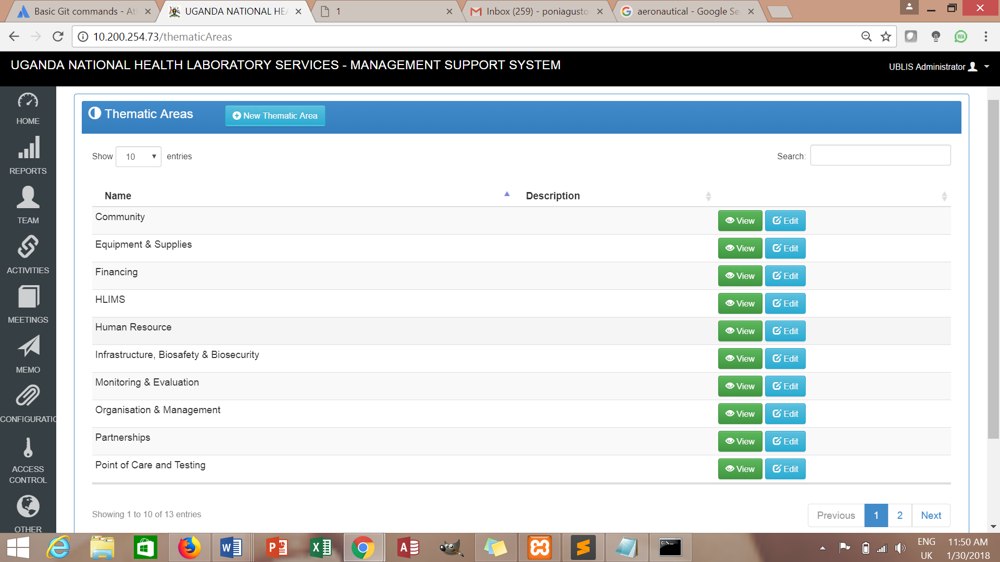 Basic Git commands - Atl
UGANDA NATIONAL HEA
1
Inbox (259) - poniagusto
aeronautical - Google Se
10.200.254.73/thematicAreas
UGANDA NATIONAL HEALTH LABORATORY SERVICES - MANAGEMENT SUPPORT SYSTEM
UBLIS Administrator
HOME
REPORTS
TEAM
ACTIVITIES
MEETINGS
MEMO
CONFIGURATIO
ACCESS
CONTROL
OTHER
Thematic Areas
New Thematic Area
Show 10 entries
Search:
Name Description
Community View Edit
Equipment & Supplies View Edit
Financing View Edit
HLIMS View Edit
Human Resource View Edit
Infrastructure, Biosafety & Biosecurity View Edit
Monitoring & Evaluation View Edit
Organisation & Management View Edit
Partnerships View Edit
Point of Care and Testing View Edit
Showing 1 to 10 of 13 entries
Previous 1 2 Next
ENG
UK
11:50 AM
1/30/2018